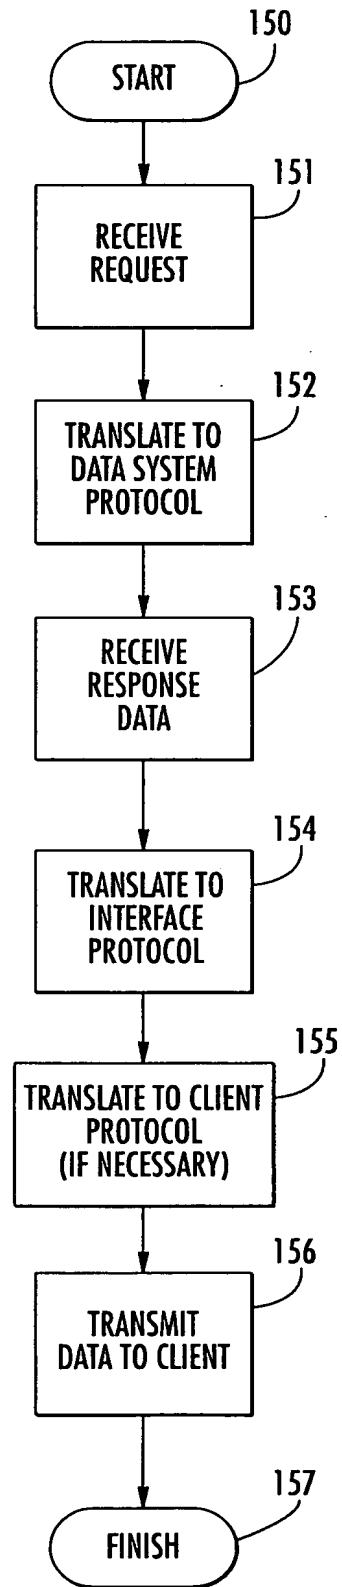 150
START
151
RECEIVE
REQUEST
152
TRANSLATE TO
DATA SYSTEM
PROTOCOL
153
RECEIVE
RESPONSE
DATA
154
TRANSLATE TO
INTERFACE
PROTOCOL
155
TRANSLATE TO CLIENT
PROTOCOL
(IF NECESSARY)
156
TRANSMIT
DATA TO CLIENT
157
FINISH